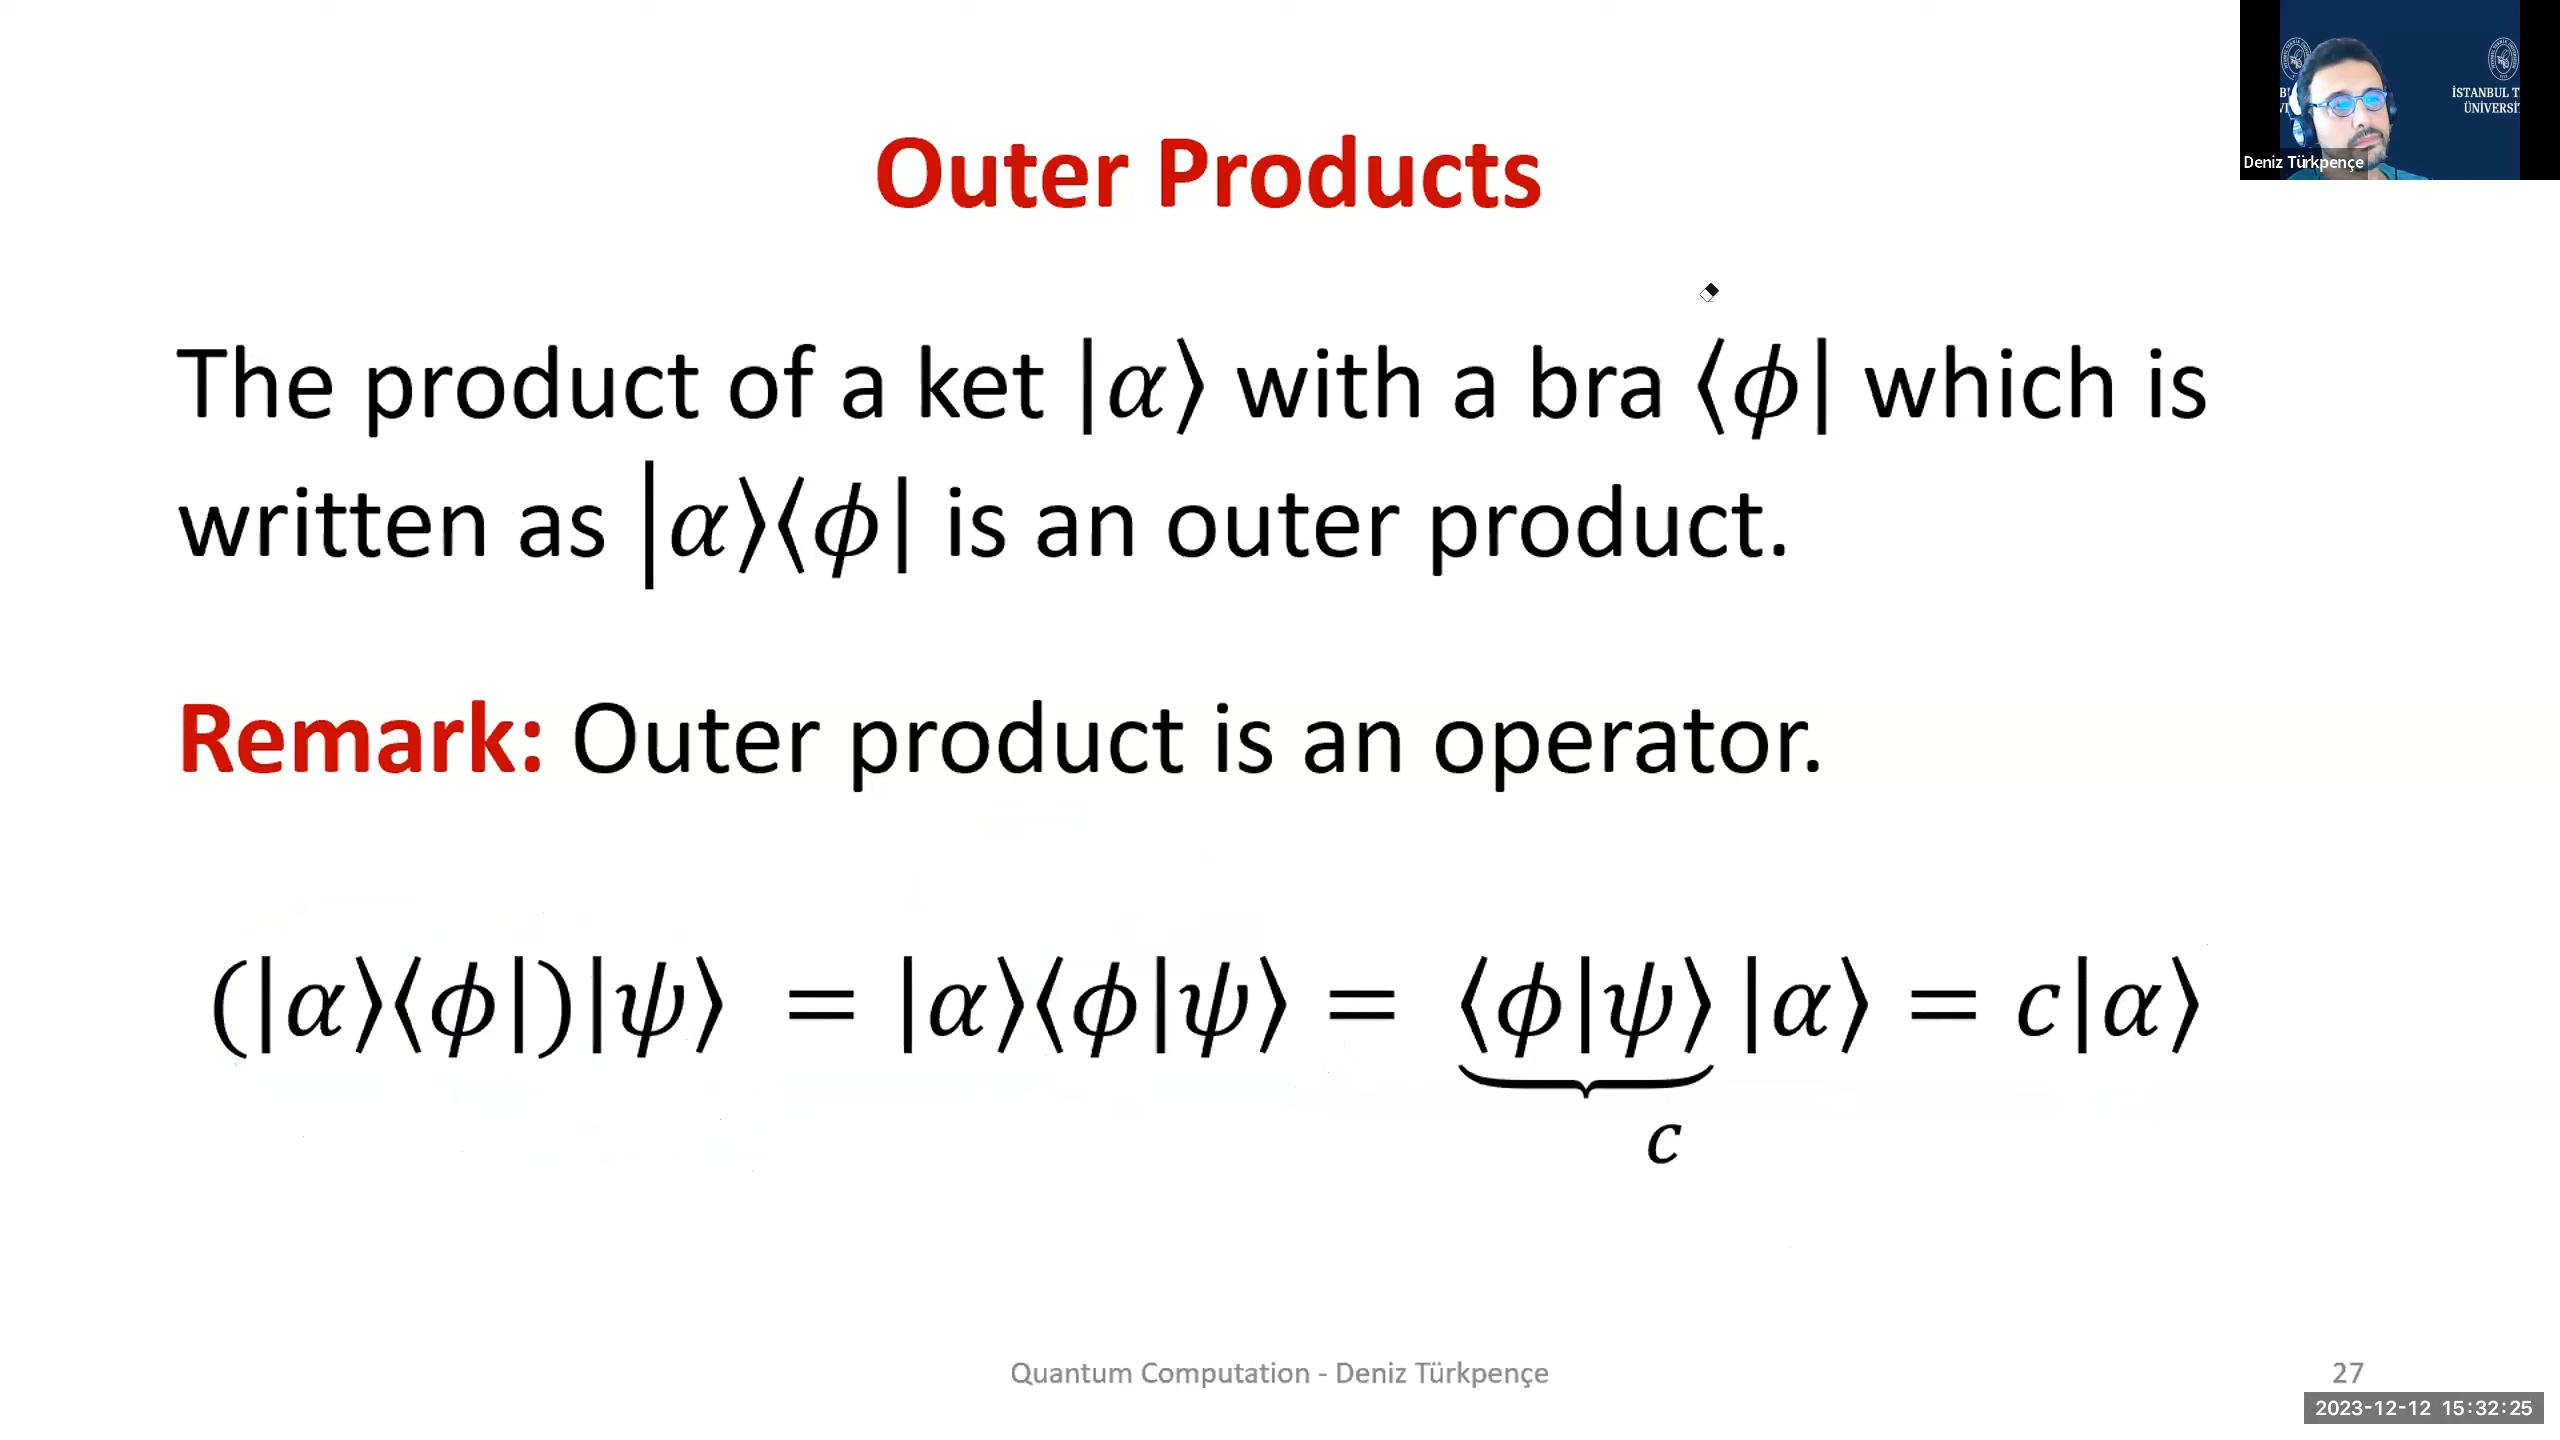 Outer Products
İSTANBUL T
ÜNİVERSİ
Deniz Türkpençe
The product of a ket |α⟩ with a bra ⟨ϕ| which is
written as |α⟩⟨ϕ| is an outer product.
Remark: Outer product is an operator.
(|α⟩⟨ϕ|)|ψ⟩ = |α⟩⟨ϕ|ψ⟩ = ⟨ϕ|ψ⟩ |α⟩ = c|α⟩
c
Quantum Computation - Deniz Türkpençe
27
2023-12-12 15:32:25